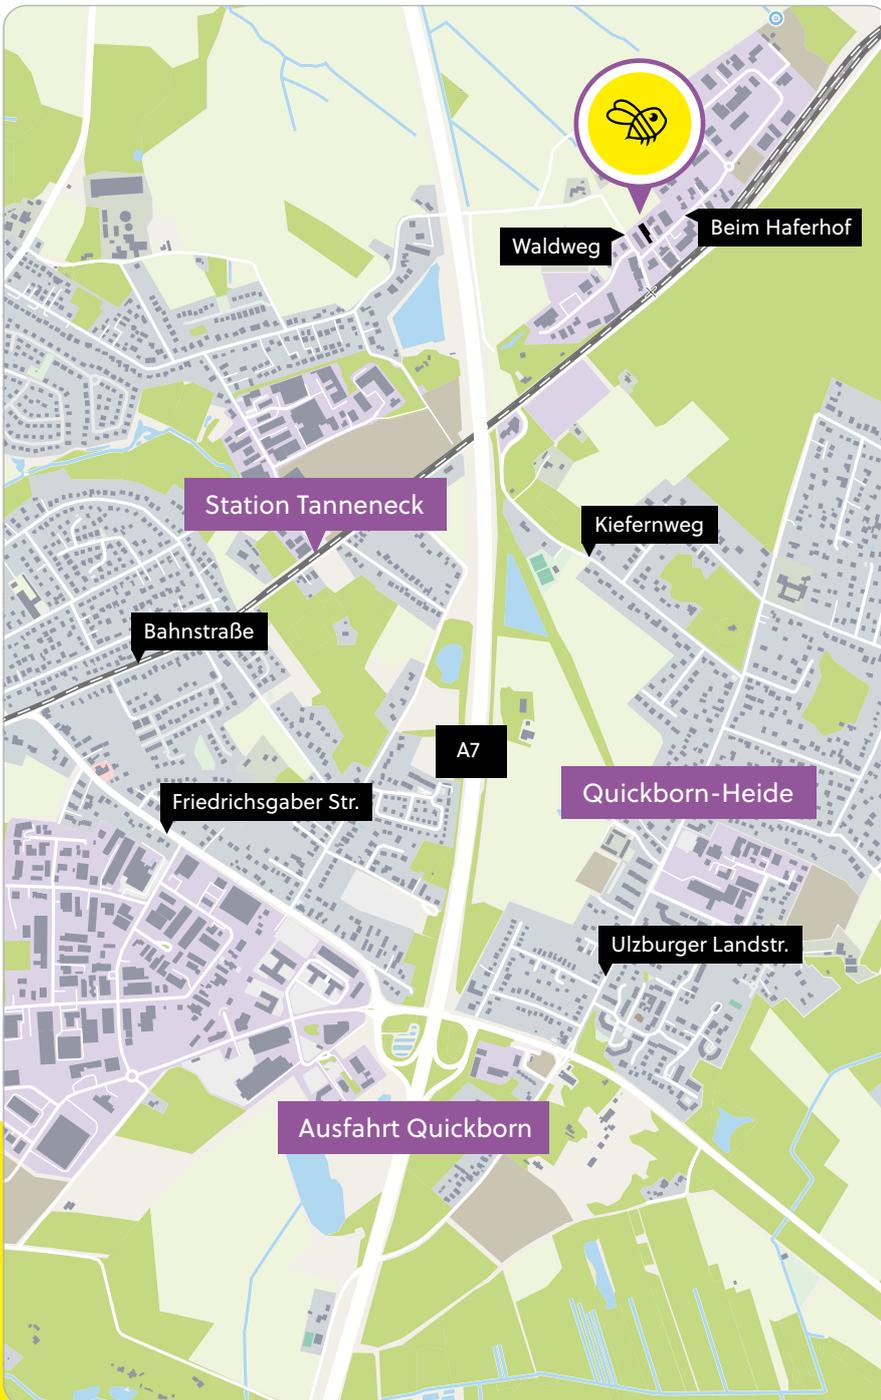 Beim Haferhof
Waldweg
Station Tanneneck
Kiefernweg
Bahnstraße
A7
Quickborn-Heide
Friedrichsgaber Str.
Ulzburger Landstr.
Ausfahrt Quickborn